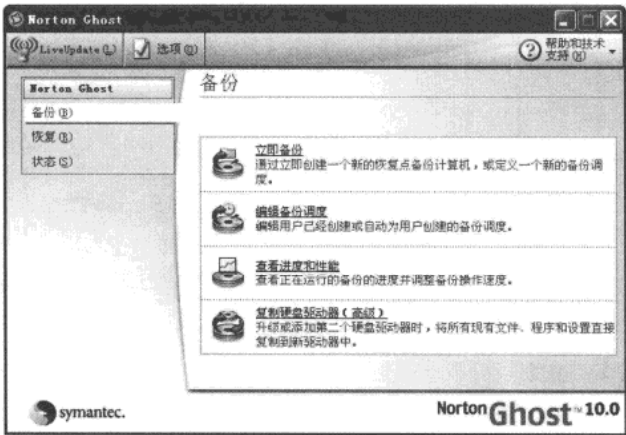 Norton Ghost
LiveUpdate(L)
选项(O)
帮助和技术
支持(H)
Norton Ghost
备份(B)
恢复(R)
状态(S)
备份
立即备份
通过立即创建一个新的恢复点备份计算机，或定义一个新的备份调
度。
编辑备份调度
编辑用户已经创建或自动为用户创建的备份调度。
查看进度和性能
查看正在运行的备份的进度并调整备份操作速度。
复制硬盘驱动器(高级)
升级或添加第二个硬盘驱动器时，将所有现有文件、程序和设置直接
复制到新驱动器中。
symantec.
Norton Ghost™ 10.0